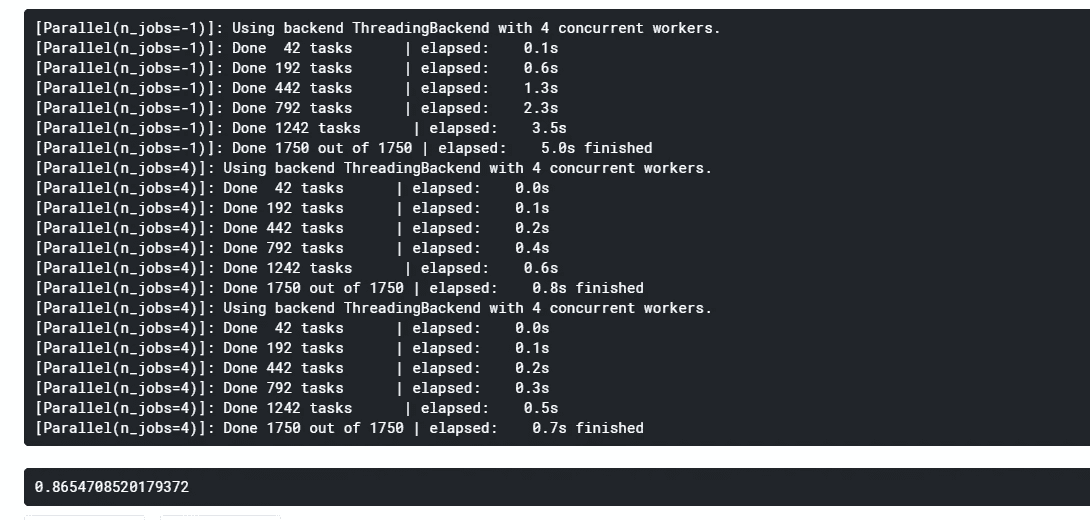 [Parallel(n_jobs=-1)]: Using backend ThreadingBackend with 4 concurrent workers.
[Parallel(n_jobs=-1)]: Done  42 tasks      | elapsed:    0.1s
[Parallel(n_jobs=-1)]: Done 192 tasks      | elapsed:    0.6s
[Parallel(n_jobs=-1)]: Done 442 tasks      | elapsed:    1.3s
[Parallel(n_jobs=-1)]: Done 792 tasks      | elapsed:    2.3s
[Parallel(n_jobs=-1)]: Done 1242 tasks      | elapsed:    3.5s
[Parallel(n_jobs=-1)]: Done 1750 out of 1750 | elapsed:    5.0s finished
[Parallel(n_jobs=4)]: Using backend ThreadingBackend with 4 concurrent workers.
[Parallel(n_jobs=4)]: Done  42 tasks      | elapsed:    0.0s
[Parallel(n_jobs=4)]: Done 192 tasks      | elapsed:    0.1s
[Parallel(n_jobs=4)]: Done 442 tasks      | elapsed:    0.2s
[Parallel(n_jobs=4)]: Done 792 tasks      | elapsed:    0.4s
[Parallel(n_jobs=4)]: Done 1242 tasks      | elapsed:    0.6s
[Parallel(n_jobs=4)]: Done 1750 out of 1750 | elapsed:    0.8s finished
[Parallel(n_jobs=4)]: Using backend ThreadingBackend with 4 concurrent workers.
[Parallel(n_jobs=4)]: Done  42 tasks      | elapsed:    0.0s
[Parallel(n_jobs=4)]: Done 192 tasks      | elapsed:    0.1s
[Parallel(n_jobs=4)]: Done 442 tasks      | elapsed:    0.2s
[Parallel(n_jobs=4)]: Done 792 tasks      | elapsed:    0.3s
[Parallel(n_jobs=4)]: Done 1242 tasks      | elapsed:    0.5s
[Parallel(n_jobs=4)]: Done 1750 out of 1750 | elapsed:    0.7s finished
0.8654708520179372